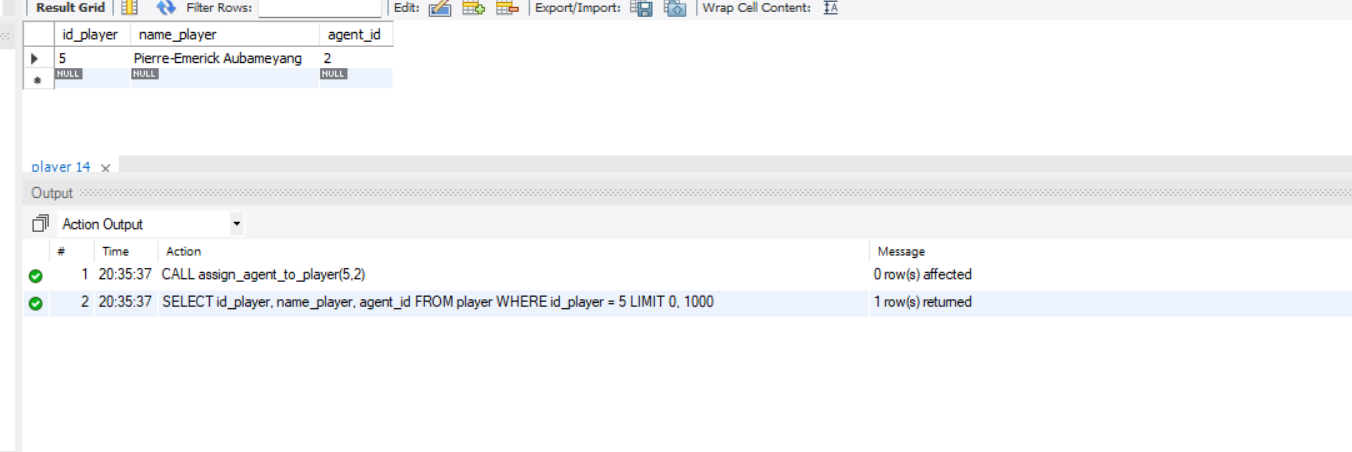 Result Grid Filter Rows: Edit: Export/Import: Wrap Cell Content:
id_player name_player agent_id
5 Pierre-Emerick Aubameyang 2
NULL NULL NULL
player 14
Output
Action Output
# Time Action Message
1 20:35:37 CALL assign_agent_to_player(5,2) 0 row(s) affected
2 20:35:37 SELECT id_player, name_player, agent_id FROM player WHERE id_player = 5 LIMIT 0, 1000 1 row(s) returned